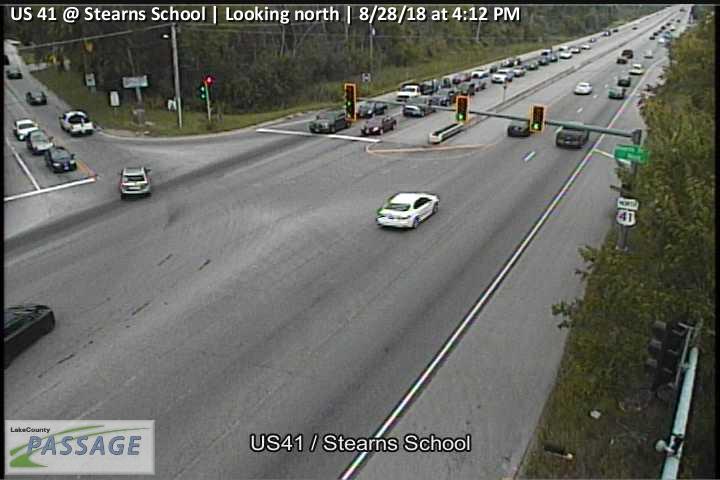 US 41 @ Stearns School | Looking north | 8/28/18 at 4:12 PM
NORTH
41
LakeCounty
PASSAGE
US41 / Stearns School